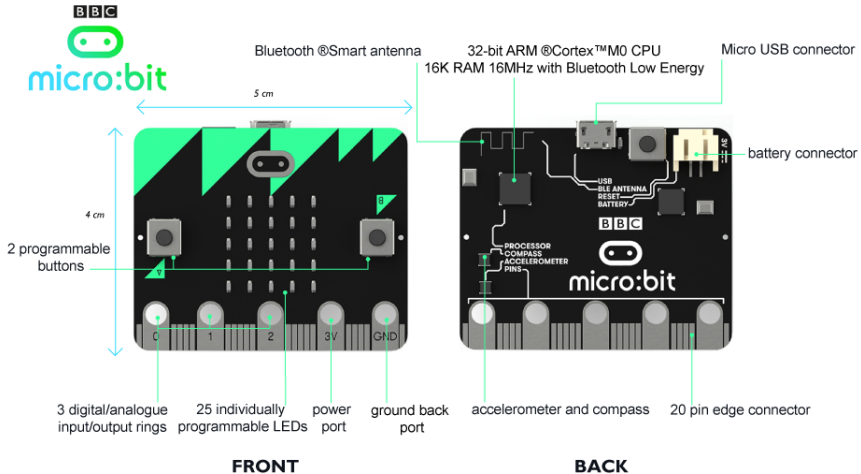 BBC
micro:bit
Bluetooth ®Smart antenna
32-bit ARM ®Cortex™M0 CPU
16K RAM 16MHz with Bluetooth Low Energy
Micro USB connector
5 cm
battery connector
3V
USB
BLE ANTENNA
RESET
BATTERY
B
4 cm
BBC
2 programmable
buttons
A
PROCESSOR
COMPASS
ACCELEROMETER
PINS
micro:bit
0
1
2
3V
GND
3 digital/analogue
input/output rings
25 individually
programmable LEDs
power
port
ground back
port
accelerometer and compass
20 pin edge connector
FRONT
BACK